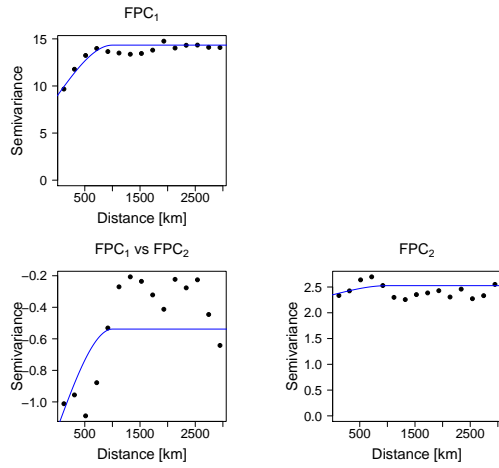 FPC1
15
10
5
0
Semivariance
500
1500
2500
Distance [km]
FPC1 vs FPC2
−0.2
−0.4
−0.6
−0.8
−1.0
Semivariance
500
1500
2500
Distance [km]
FPC2
2.5
2.0
1.5
1.0
0.5
0.0
Semivariance
500
1500
2500
Distance [km]